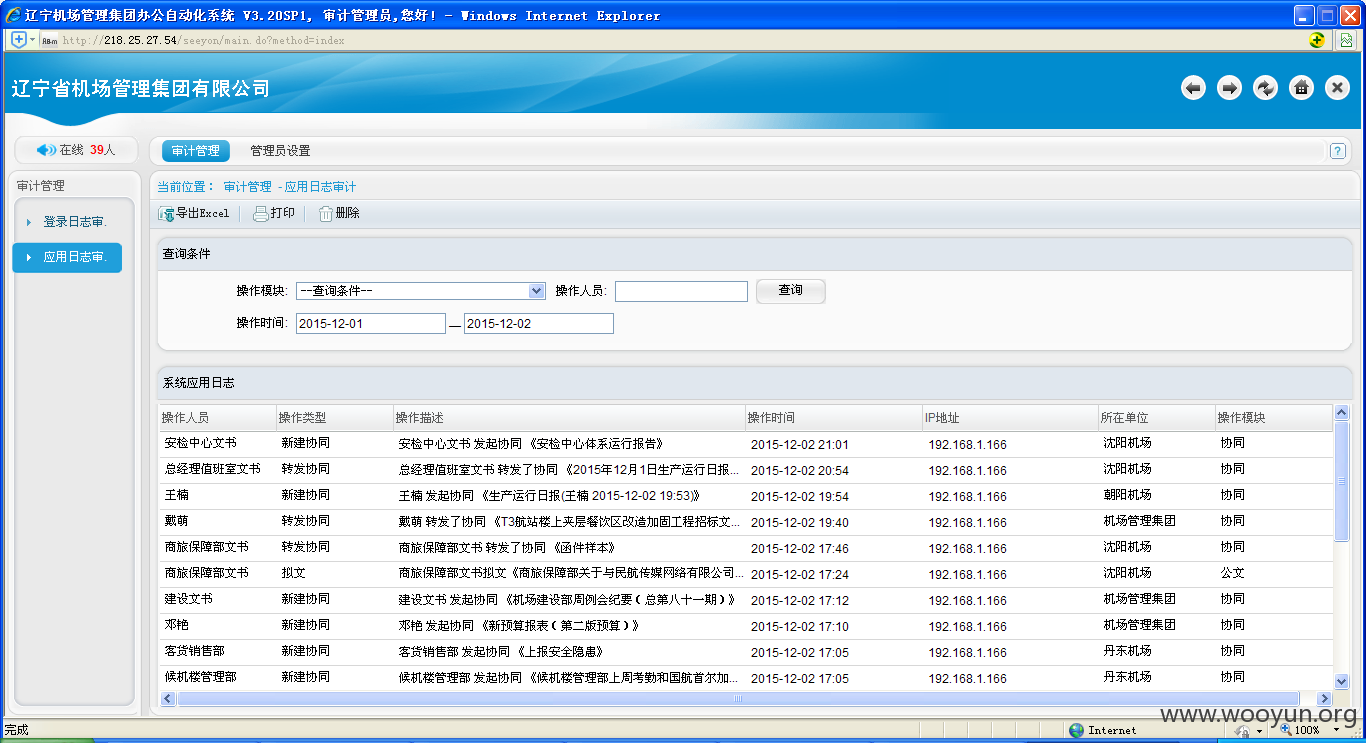 辽宁机场管理集团办公自动化系统 V3.20SP1, 审计管理员,您好! - Windows Internet Explorer
http://218.25.27.54/seeyon/main.do?method=index
辽宁省机场管理集团有限公司
在线 39人 审计管理 管理员设置
审计管理
登录日志审.
应用日志审.
当前位置: 审计管理 - 应用日志审计
导出Excel 打印 删除
查询条件
操作模块: --查询条件-- 操作人员: 查询
操作时间: 2015-12-01 — 2015-12-02
系统应用日志
操作人员 操作类型 操作描述 操作时间 IP地址 所在单位 操作模块
安检中心文书 新建协同 安检中心文书 发起协同 《安检中心体系运行报告》 2015-12-02 21:01 192.168.1.166 沈阳机场 协同
总经理值班室文书 转发协同 总经理值班室文书 转发了协同 《2015年12月1日生产运行日报... 2015-12-02 20:54 192.168.1.166 沈阳机场 协同
王楠 新建协同 王楠 发起协同 《生产运行日报(王楠 2015-12-02 19:53)》 2015-12-02 19:54 192.168.1.166 朝阳机场 协同
戴萌 转发协同 戴萌 转发了协同 《T3航站楼上夹层餐饮区改造加固工程招标文... 2015-12-02 19:40 192.168.1.166 机场管理集团 协同
商旅保障部文书 转发协同 商旅保障部文书 转发了协同 《函件样本》 2015-12-02 17:46 192.168.1.166 沈阳机场 协同
商旅保障部文书 拟文 商旅保障部文书拟文《商旅保障部关于与民航传媒网络有限公司... 2015-12-02 17:24 192.168.1.166 沈阳机场 公文
建设文书 新建协同 建设文书 发起协同 《机场建设部周例会纪要(总第八十一期)》 2015-12-02 17:12 192.168.1.166 机场管理集团 协同
邓艳 新建协同 邓艳 发起协同 《新预算报表(第二版预算)》 2015-12-02 17:10 192.168.1.166 机场管理集团 协同
客货销售部 新建协同 客货销售部 发起协同 《上报安全隐患》 2015-12-02 17:05 192.168.1.166 丹东机场 协同
候机楼管理部 新建协同 候机楼管理部 发起协同 《候机楼管理部上周考勤和国航首尔加... 2015-12-02 17:05 192.168.1.166 丹东机场 协同
www.wooyun.org
完成 Internet 100%